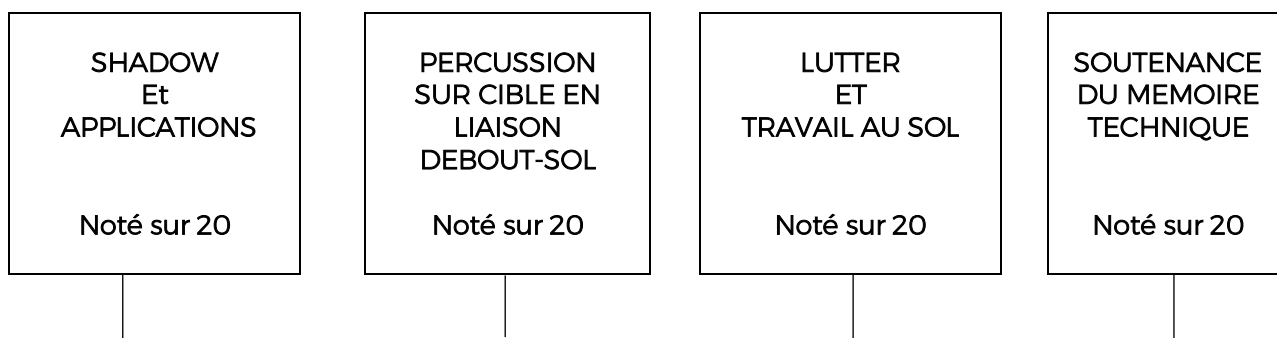 SHADOW
Et
APPLICATIONS
Noté sur 20
PERCUSSION
SUR CIBLE EN
LIAISON
DEBOUT-SOL
Noté sur 20
LUTTER
ET
TRAVAIL AU SOL
Noté sur 20
SOUTENANCE
DU MEMOIRE
TECHNIQUE
Noté sur 20